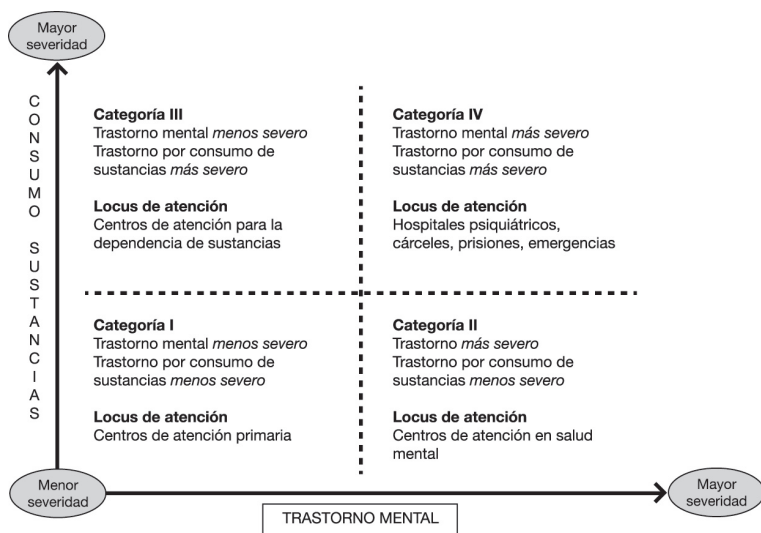 Mayor
severidad
CONSUMO SUSTANCIAS
Categoría III
Trastorno mental menos severo
Trastorno por consumo de
sustancias más severo
Locus de atención
Centros de atención para la
dependencia de sustancias
Categoría IV
Trastorno mental más severo
Trastorno por consumo de
sustancias más severo
Locus de atención
Hospitales psiquiátricos,
cárceles, prisiones, emergencias
Categoría I
Trastorno mental menos severo
Trastorno por consumo de
sustancias menos severo
Locus de atención
Centros de atención primaria
Categoría II
Trastorno más severo
Trastorno por consumo de
sustancias menos severo
Locus de atención
Centros de atención en salud
mental
Menor
severidad
Mayor
severidad
TRASTORNO MENTAL